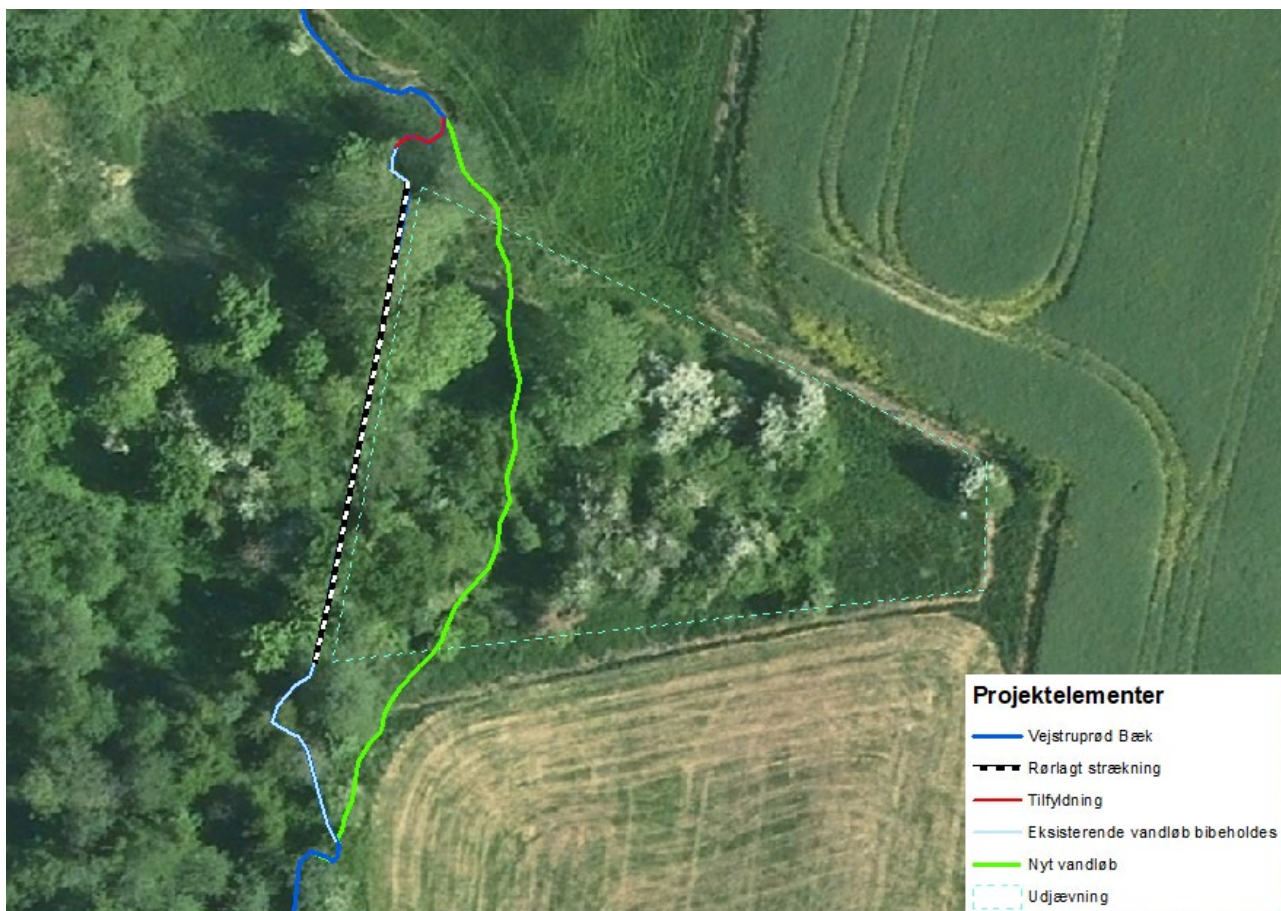 Projektelementer
Vejstruprød Bæk
Rørlagt strækning
Tilfyldning
Eksisterende vandløb bibeholdes
Nyt vandløb
Udjævning